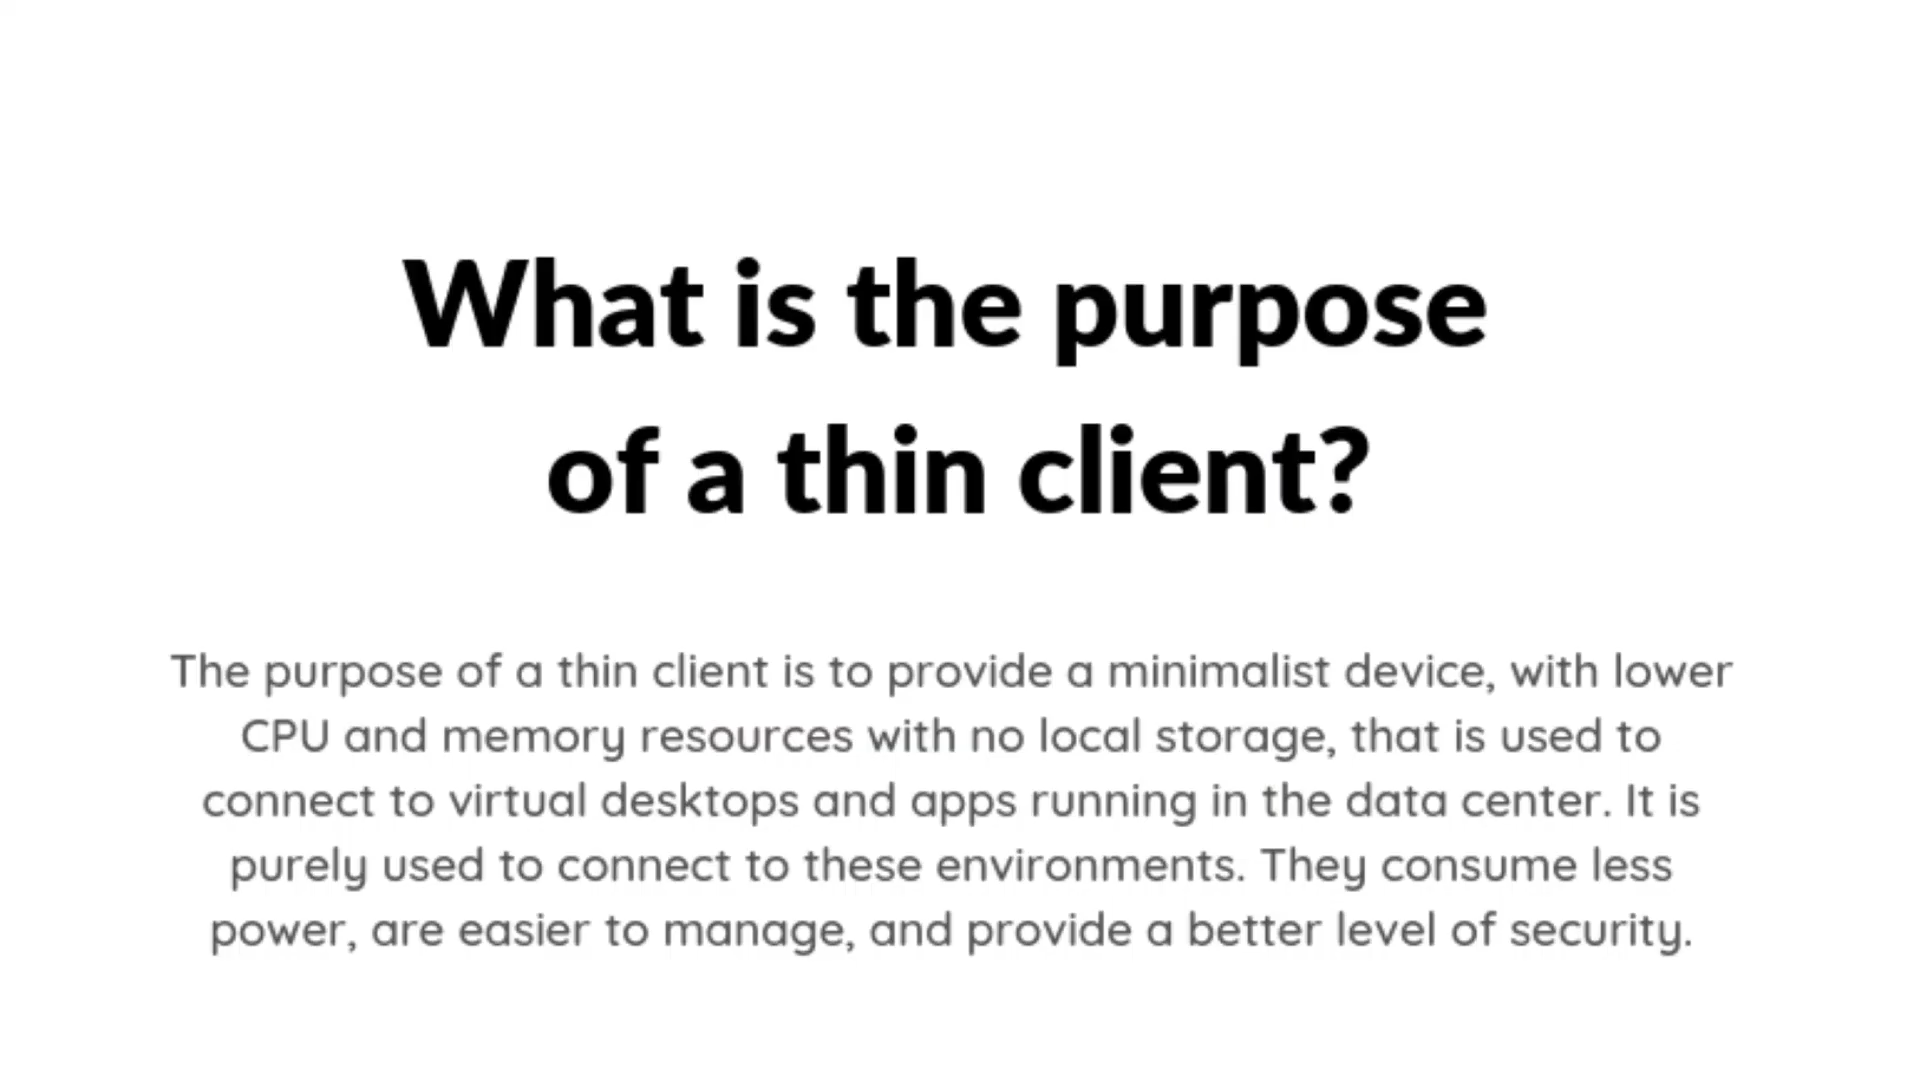 What is the purpose
of a thin client?
The purpose of a thin client is to provide a minimalist device, with lower
CPU and memory resources with no local storage, that is used to
connect to virtual desktops and apps running in the data center. It is
purely used to connect to these environments. They consume less
power, are easier to manage, and provide a better level of security.